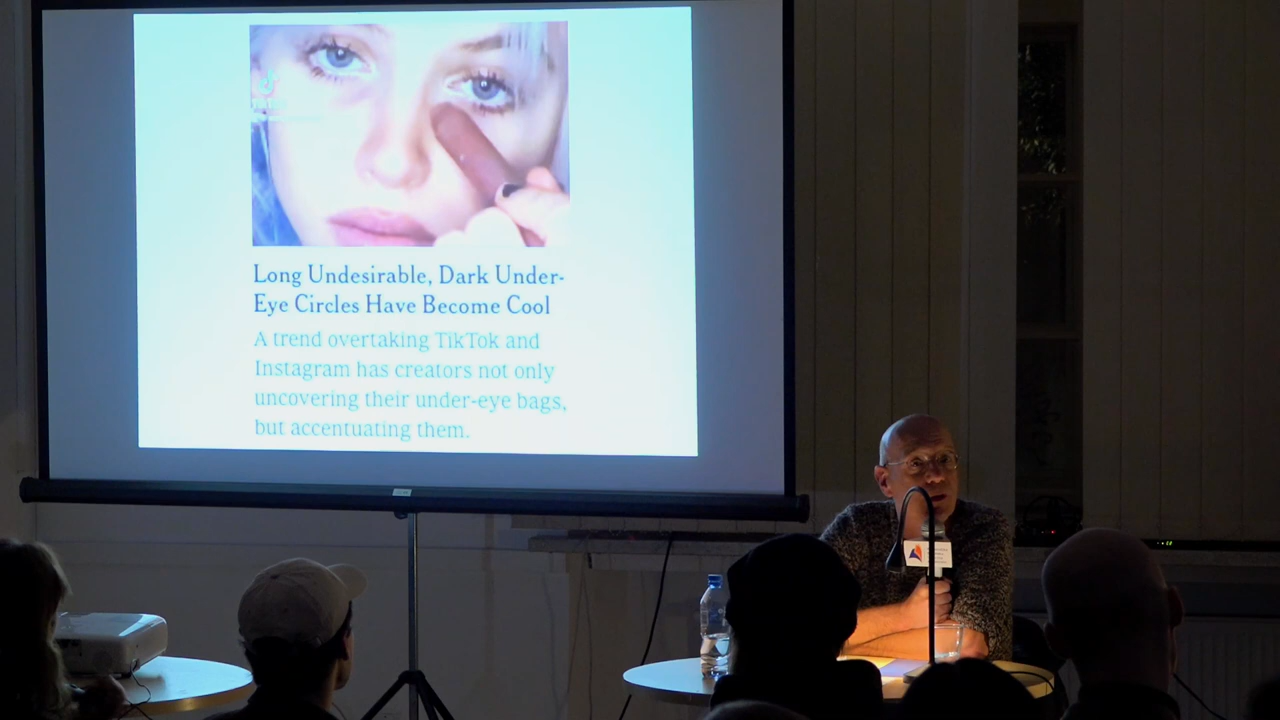 Long Undesirable, Dark Under-
Eye Circles Have Become Cool
A trend overtaking TikTok and
Instagram has creators not only
uncovering their under-eye bags,
but accentuating them.